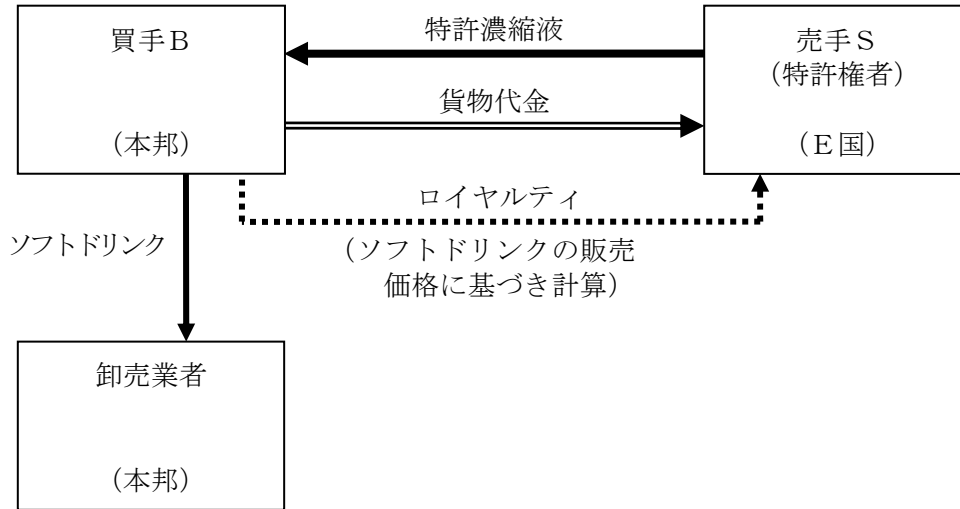 買手Ｂ
（本邦）
特許濃縮液
貨物代金
売手Ｓ
（特許権者）
（Ｅ国）
ロイヤルティ
（ソフトドリンクの販売
価格に基づき計算）
ソフトドリンク
卸売業者
（本邦）